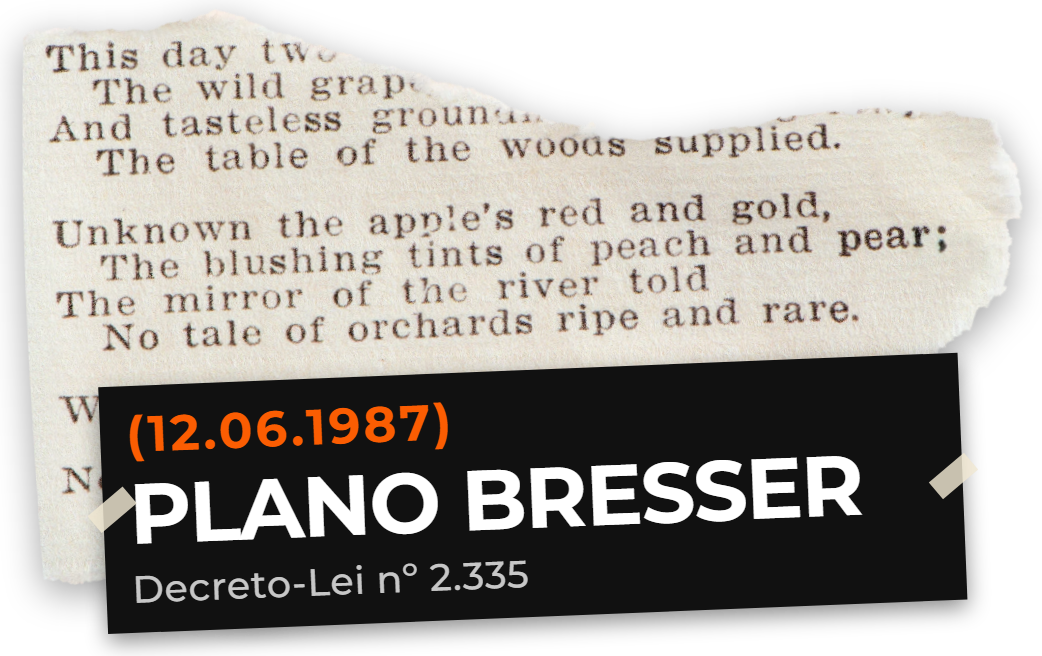 This day two
The wild
And tasteless
The table of the woods supplied.
Unknown the apple's red and gold,
The blushing tints of peach and pear;
The mirror of the river told
No tale of orchards ripe and rare.
(12.06.1987)
PLANO BRESSER
Decreto-Lei nº 2.335